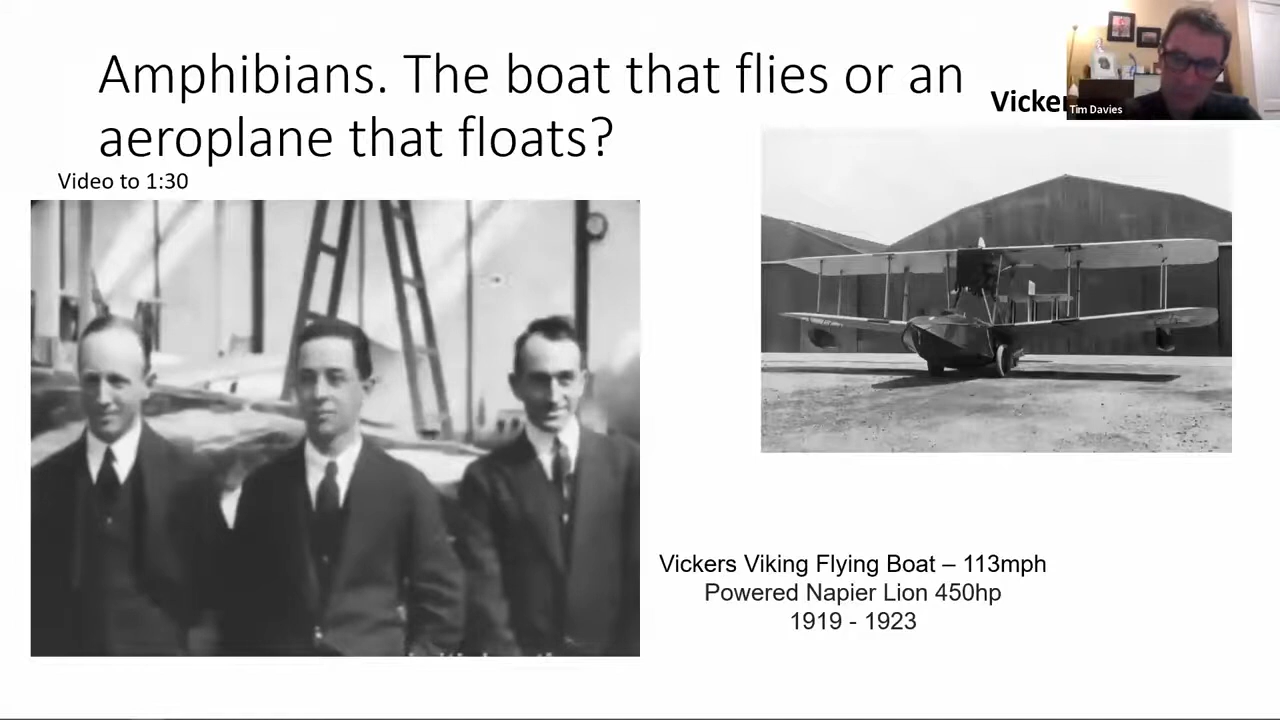 Amphibians. The boat that flies or an
aeroplane that floats?
Tim Davies
Video to 1:30
Vickers Viking Flying Boat – 113mph
Powered Napier Lion 450hp
1919 - 1923